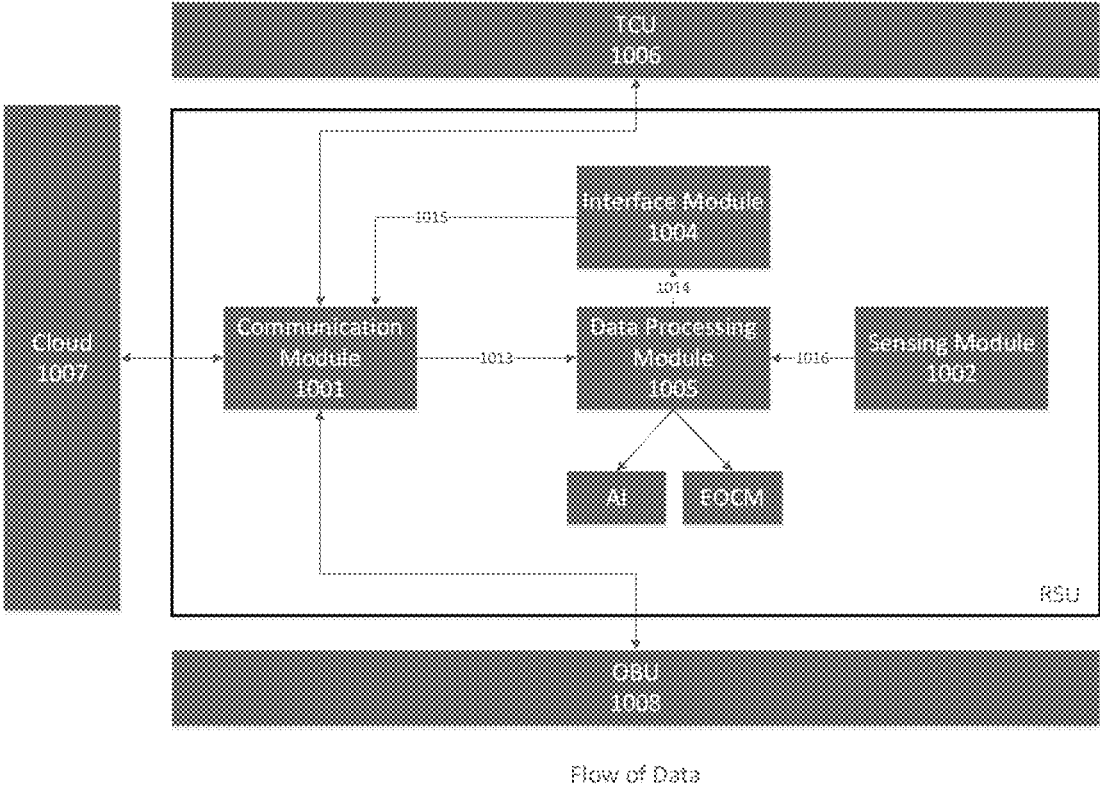 TCU
1006
Interface Module
1004
1015
1014
Cloud
1007
Communication
Module
1001
1013
Data Processing
Module
1005
1016
Sensing Module
1002
AI
EOCM
RSU
OBU
1008
Flow of Data